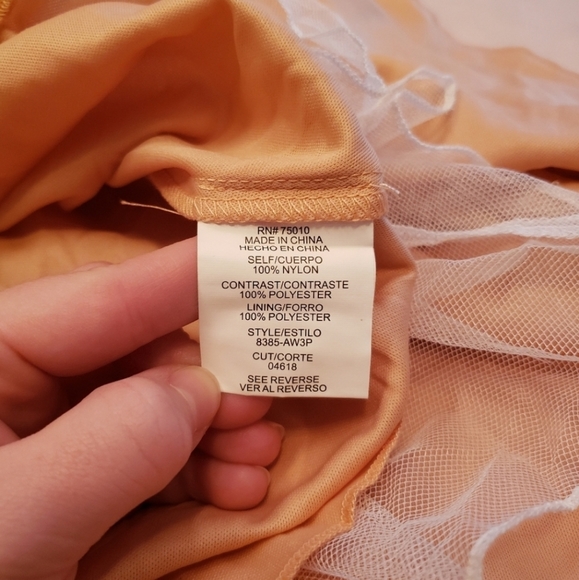 RN# 75010
MADE IN CHINA
HECHO EN CHINA
SELF/CUERPO
100% NYLON
CONTRAST/CONTRASTE
100% POLYESTER
LINING/FORRO
100% POLYESTER
STYLE/ESTILO
8385-AW3P
CUT/CORTE
04618
SEE REVERSE
VER AL REVERSO